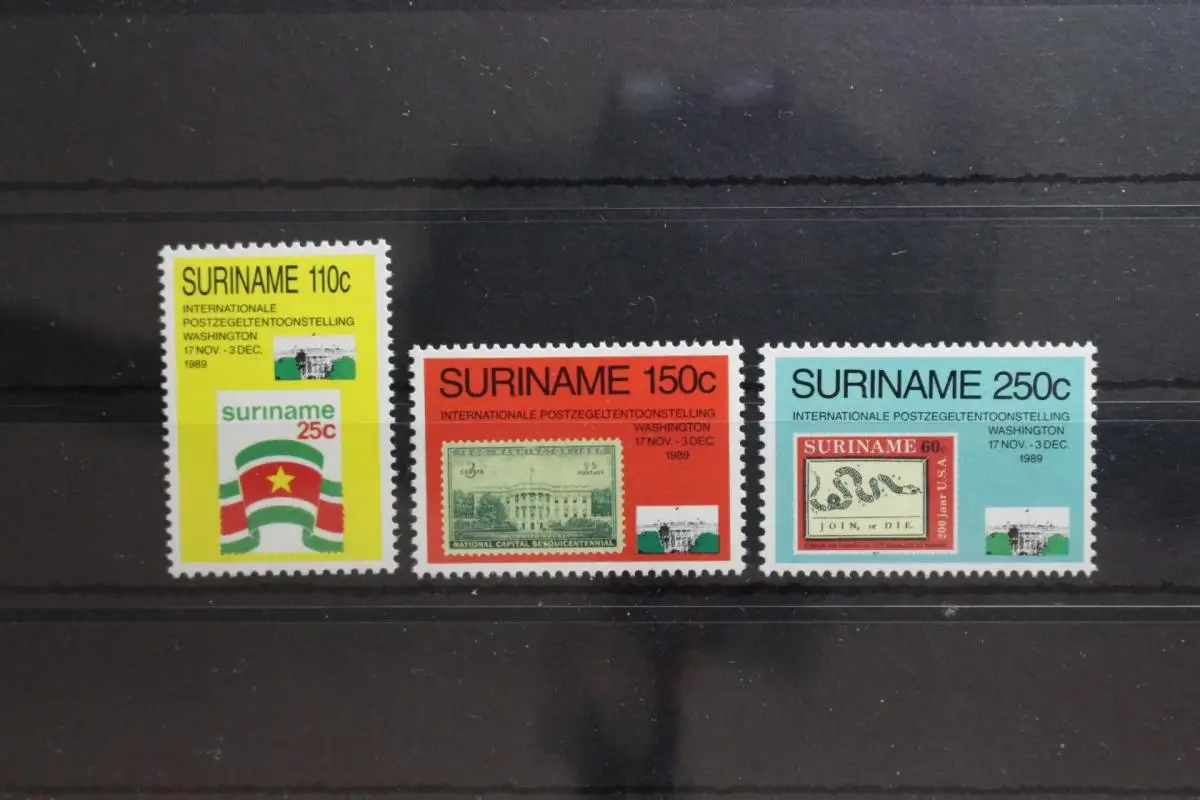 SURINAME 110c
INTERNATIONALE
POSTZEGELTENTOONSTELLING
WASHINGTON
17 NOV. - 3 DEC.
1989
suriname
25c
SURINAME 150c
INTERNATIONALE POSTZEGELTENTOONSTELLING
WASHINGTON
17 NOV. - 3 DEC.
1989
3 CENTS
U S POSTAGE
NATIONAL CAPITAL SESQUICENTENNIAL
SURINAME 250c
INTERNATIONALE POSTZEGELTENTOONSTELLING
WASHINGTON
17 NOV. - 3 DEC.
1989
SURINAME 60c
200 jaar U.S.A.
JOIN, or DIE.